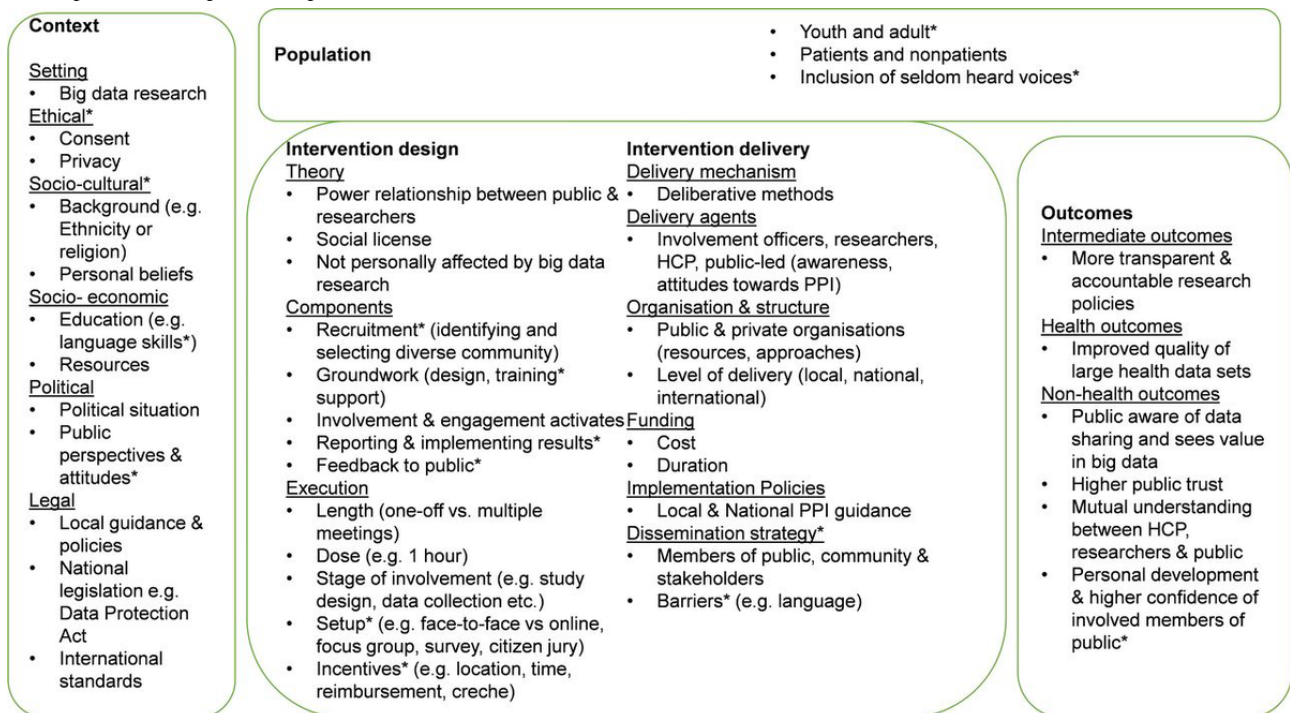 Context
Setting
• Big data research
Ethical*
• Consent
• Privacy
Socio-cultural*
• Background (e.g.
Ethnicity or
religion)
• Personal beliefs
Socio- economic
• Education (e.g.
language skills*)
• Resources
Political
• Political situation
• Public
perspectives &
attitudes*
Legal
• Local guidance &
policies
• National
legislation e.g.
Data Protection
Act
• International
standards
Population
• Youth and adult*
• Patients and nonpatients
• Inclusion of seldom heard voices*
Intervention design
Theory
• Power relationship between public &
researchers
• Social license
• Not personally affected by big data
research
Components
• Recruitment* (identifying and
selecting diverse community)
• Groundwork (design, training*
support)
• Involvement & engagement activates
• Reporting & implementing results*
• Feedback to public*
Execution
• Length (one-off vs. multiple
meetings)
• Dose (e.g. 1 hour)
• Stage of involvement (e.g. study
design, data collection etc.)
• Setup* (e.g. face-to-face vs online,
focus group, survey, citizen jury)
• Incentives* (e.g. location, time,
reimbursement, creche)
Intervention delivery
Delivery mechanism
• Deliberative methods
Delivery agents
• Involvement officers, researchers,
HCP, public-led (awareness,
attitudes towards PPI)
Organisation & structure
• Public & private organisations
(resources, approaches)
• Level of delivery (local, national,
international)
Funding
• Cost
• Duration
Implementation Policies
• Local & National PPI guidance
Dissemination strategy*
• Members of public, community &
stakeholders
• Barriers* (e.g. language)
Outcomes
Intermediate outcomes
• More transparent &
accountable research
policies
Health outcomes
• Improved quality of
large health data sets
Non-health outcomes
• Public aware of data
sharing and sees value
in big data
• Higher public trust
• Mutual understanding
between HCP,
researchers & public
• Personal development
& higher confidence of
involved members of
public*